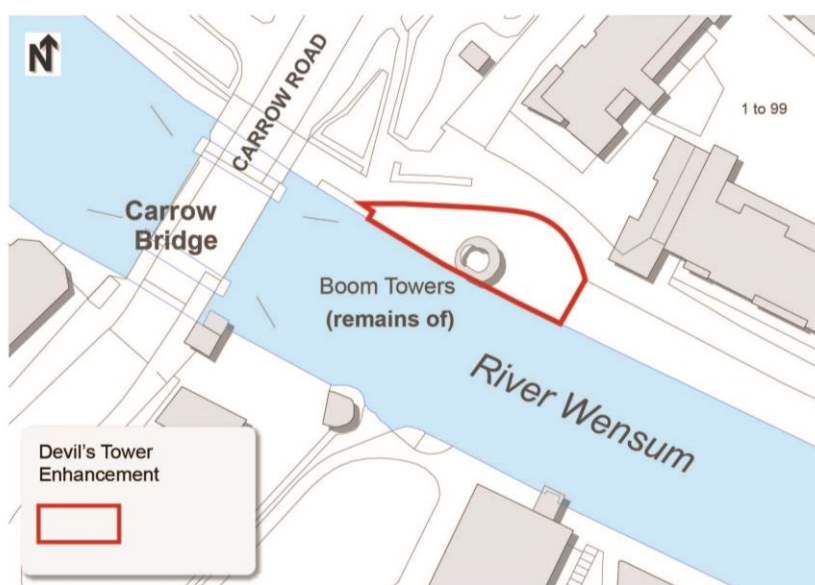 N
CARROW ROAD
1 to 99
Carrow
Bridge
Boom Towers
(remains of)
River Wensum
Devil's Tower
Enhancement